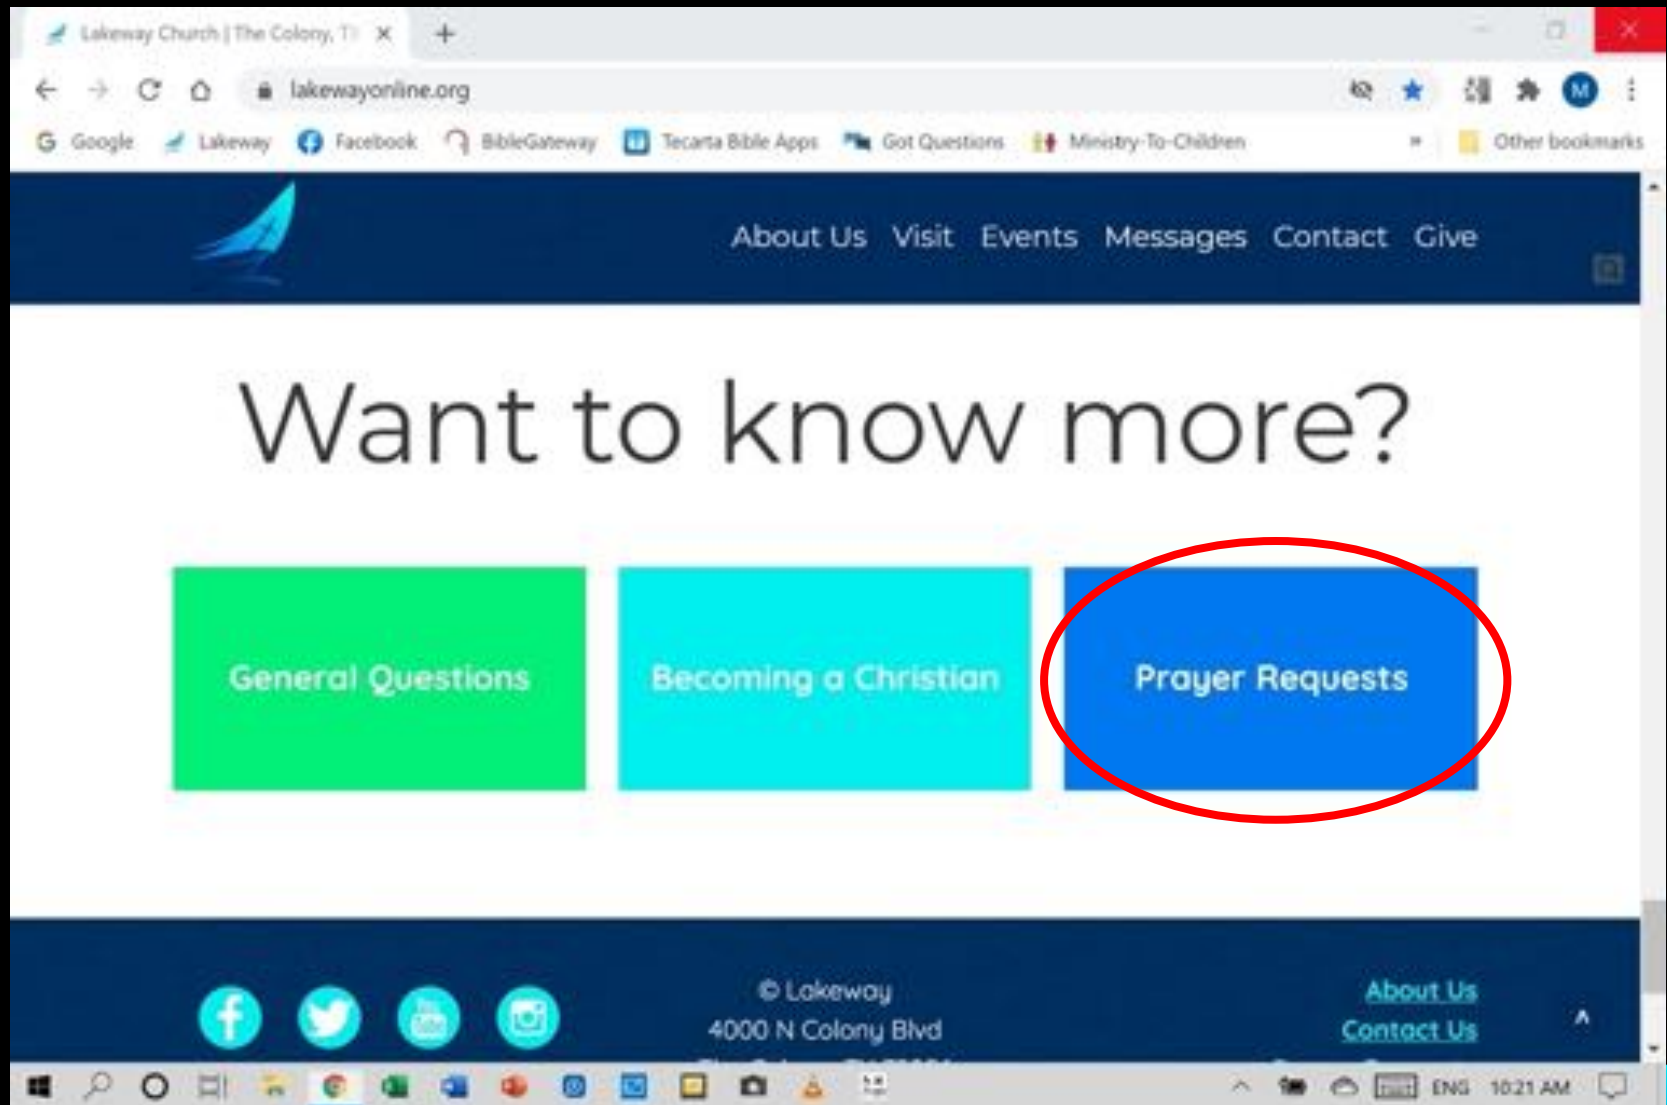 Lakeway Church | The Colony, T
lakewayonline.org
M
G Google Lakeway Facebook BibleGateway Tecarta Bible Apps Got Questions Ministry-To-Children » Other bookmarks
About Us Visit Events Messages Contact Give
Want to know more?
General Questions Becoming a Christian Prayer Requests
© Lakeway
4000 N Colony Blvd
About Us
Contact Us
ENG 10:21 AM